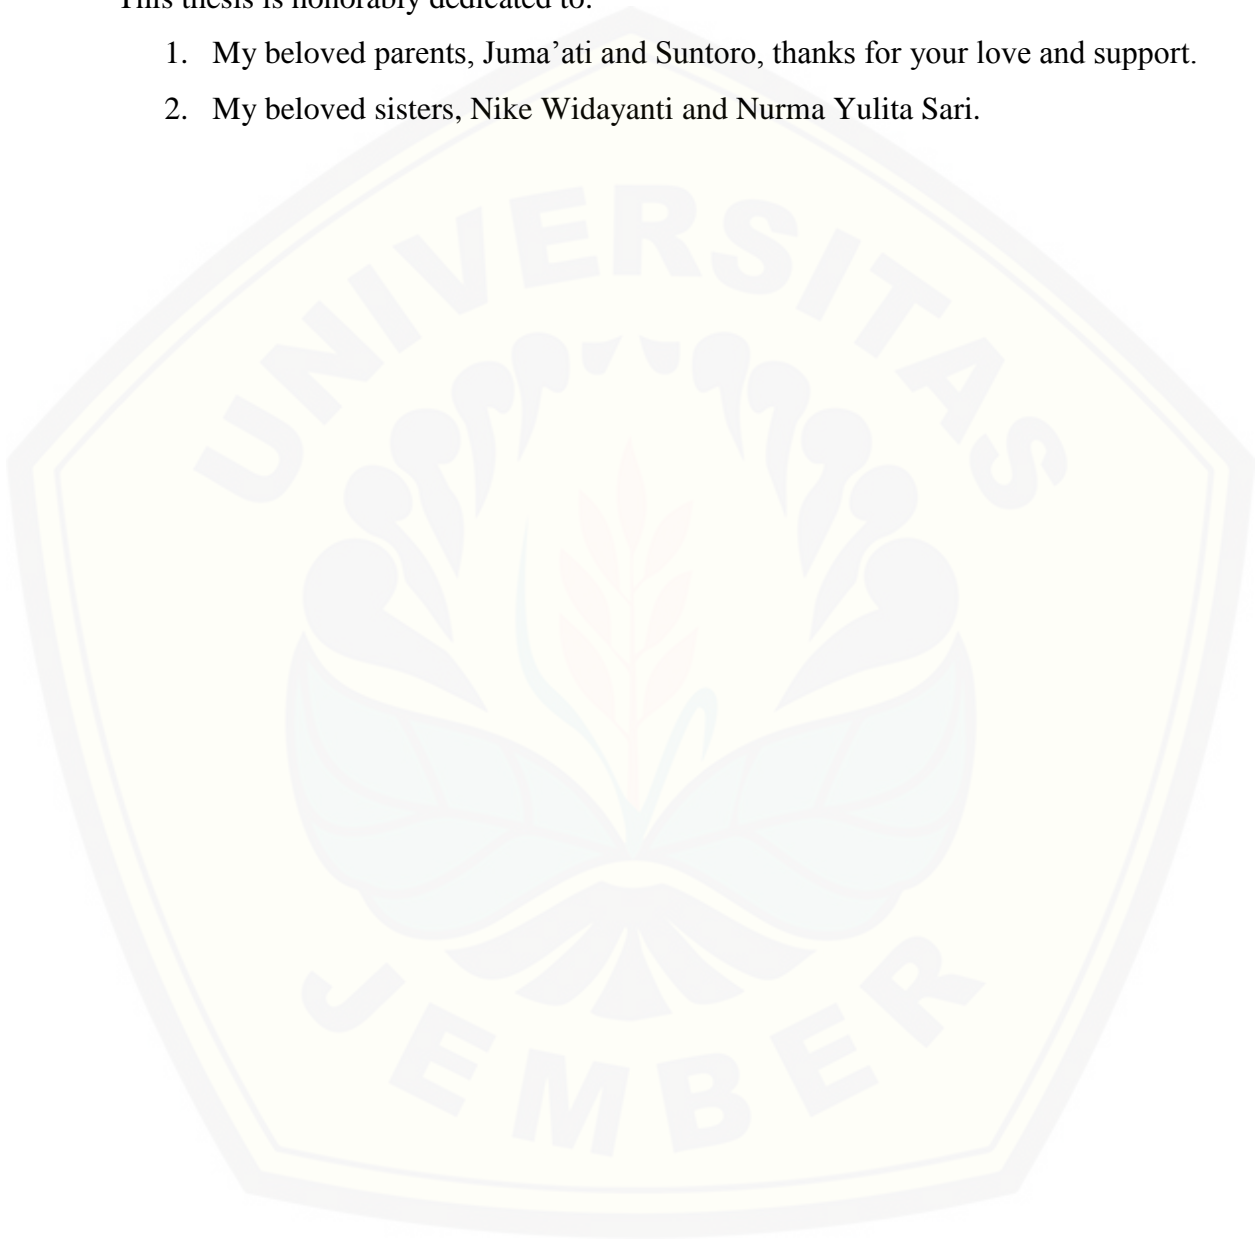 This thesis is honorably dedicated to:
1. My beloved parents, Juma’ati and Suntoro, thanks for your love and support.
2. My beloved sisters, Nike Widayanti and Nurma Yulita Sari.
UNIVERSITAS
JEMBER